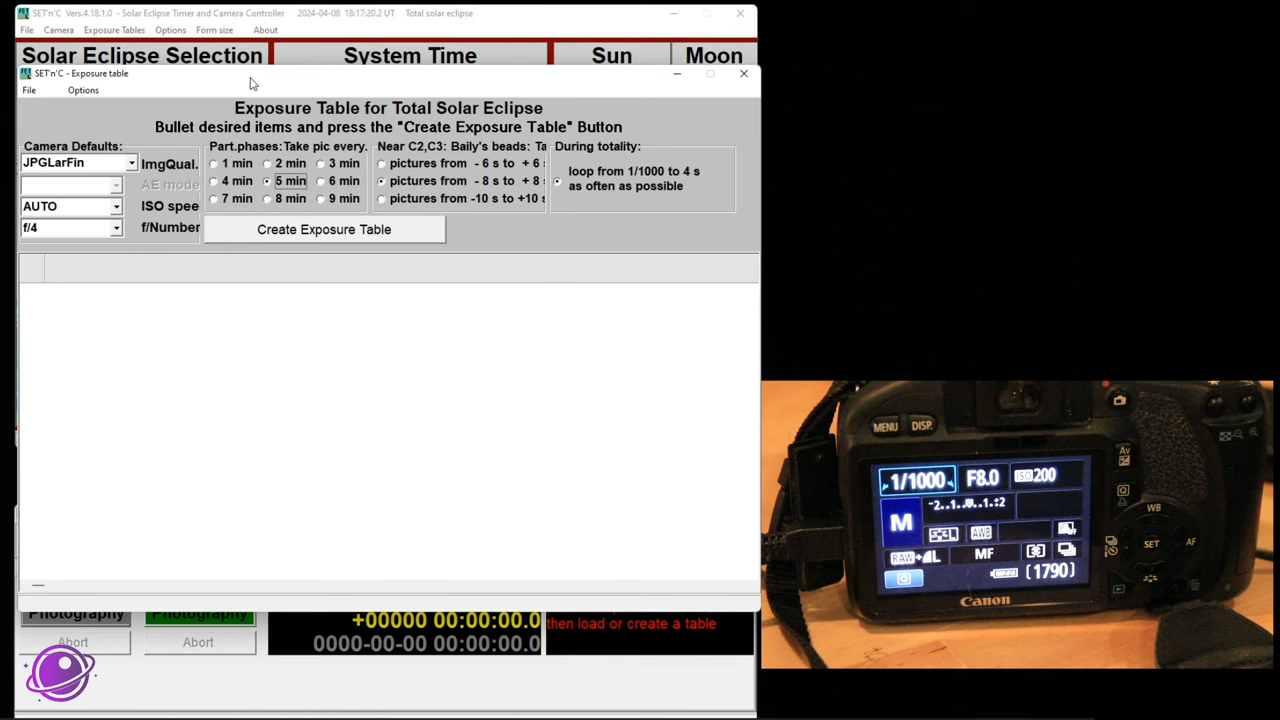 SET'n'C Vers.4.18.1.0 - Solar Eclipse Timer and Camera Controller 2024-04-08 18:17:20.2 UT Total solar eclipse
File Camera Exposure Tables Options Form size About
Solar Eclipse Selection System Time Sun Moon
SET'n'C - Exposure table
File Options
Exposure Table for Total Solar Eclipse
Bullet desired items and press the "Create Exposure Table" Button
Camera Defaults: Part.phases:Take pic every. Near C2,C3: Baily's beads: Ta During totality:
JPGLarFin ImgQual. 1 min 2 min 3 min pictures from - 6 s to + 6 s
loop from 1/1000 to 4 s
AE mode 4 min 5 min 6 min pictures from - 8 s to + 8 s as often as possible
AUTO ISO spee 7 min 8 min 9 min pictures from -10 s to +10 s
f/4 f/Number Create Exposure Table
Photography Photography +00000 00:00:00.0 then load or create a table
Abort Abort 0000-00-00 00:00:00.0
MENU DISP.
Av
1/1000 F8.0 ISO 200
-2..1..0..1.:2
WB
M
L AWB
SET AF
RAW+L MF
[1790]
Canon